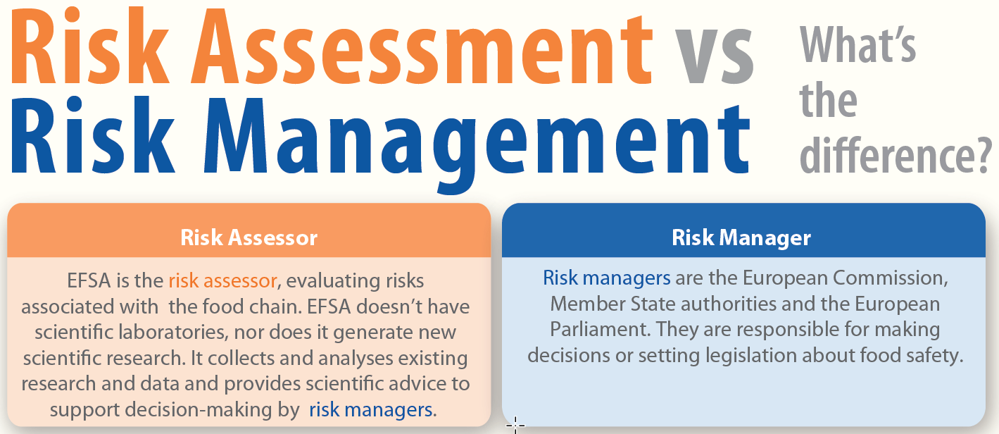 Risk Assessment vs
Risk Management
What's
the
difference?
Risk Assessor
EFSA is the risk assessor, evaluating risks
associated with  the food chain. EFSA doesn't have
scientific laboratories, nor does it generate new
scientific research. It collects and analyses existing
research and data and provides scientific advice to
support decision-making by  risk managers.
Risk Manager
Risk managers are the European Commission,
Member State authorities and the European
Parliament. They are responsible for making
decisions or setting legislation about food safety.